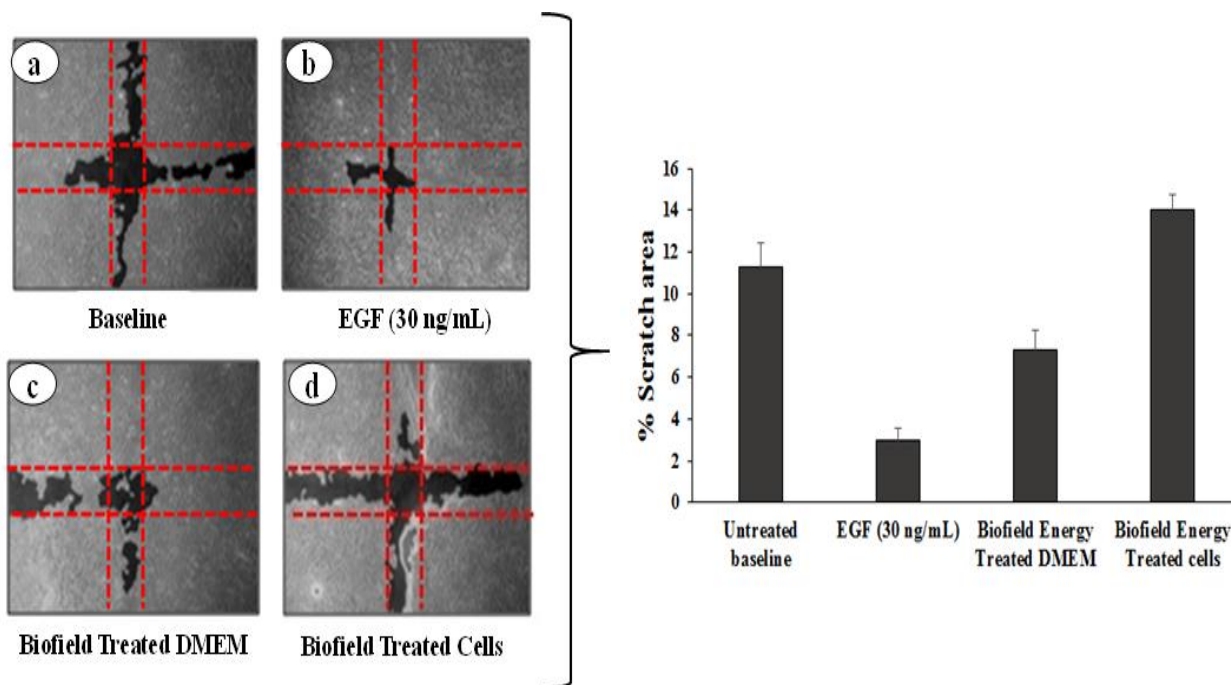 a
b
Baseline
EGF (30 ng/mL)
c
d
Biofield Treated DMEM
Biofield Treated Cells
% Scratch area
16
14
12
10
8
6
4
2
0
Untreated
baseline
EGF (30 ng/mL)
Biofield Energy
Treated DMEM
Biofield Energy
Treated cells